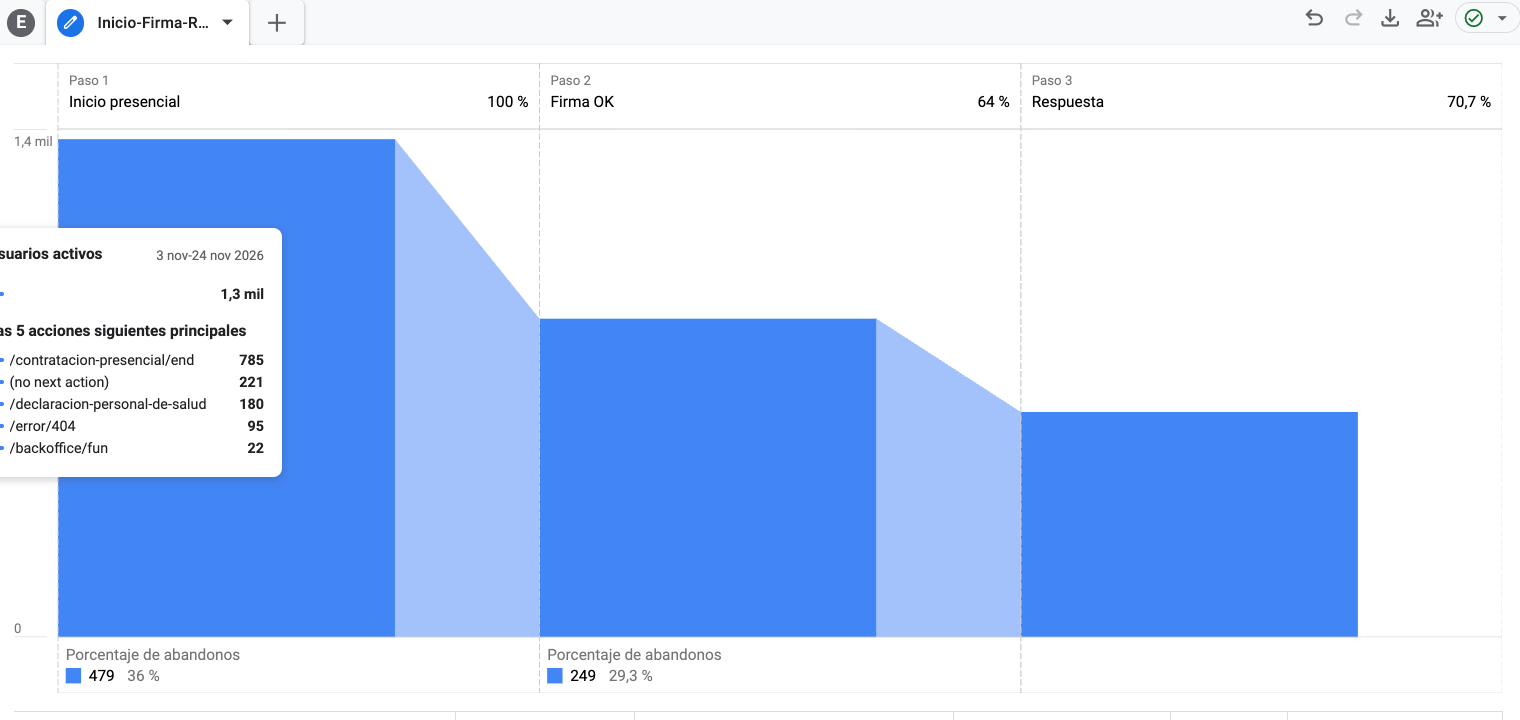 E
Inicio-Firma-R...
Paso 1
Inicio presencial 100 %
Paso 2
Firma OK 64 %
Paso 3
Respuesta 70,7 %
1,4 mil
suarios activos 3 nov-24 nov 2026
1,3 mil
as 5 acciones siguientes principales
/contratacion-presencial/end 785
(no next action) 221
/declaracion-personal-de-salud 180
/error/404 95
/backoffice/fun 22
0
Porcentaje de abandonos
479 36 %
Porcentaje de abandonos
249 29,3 %